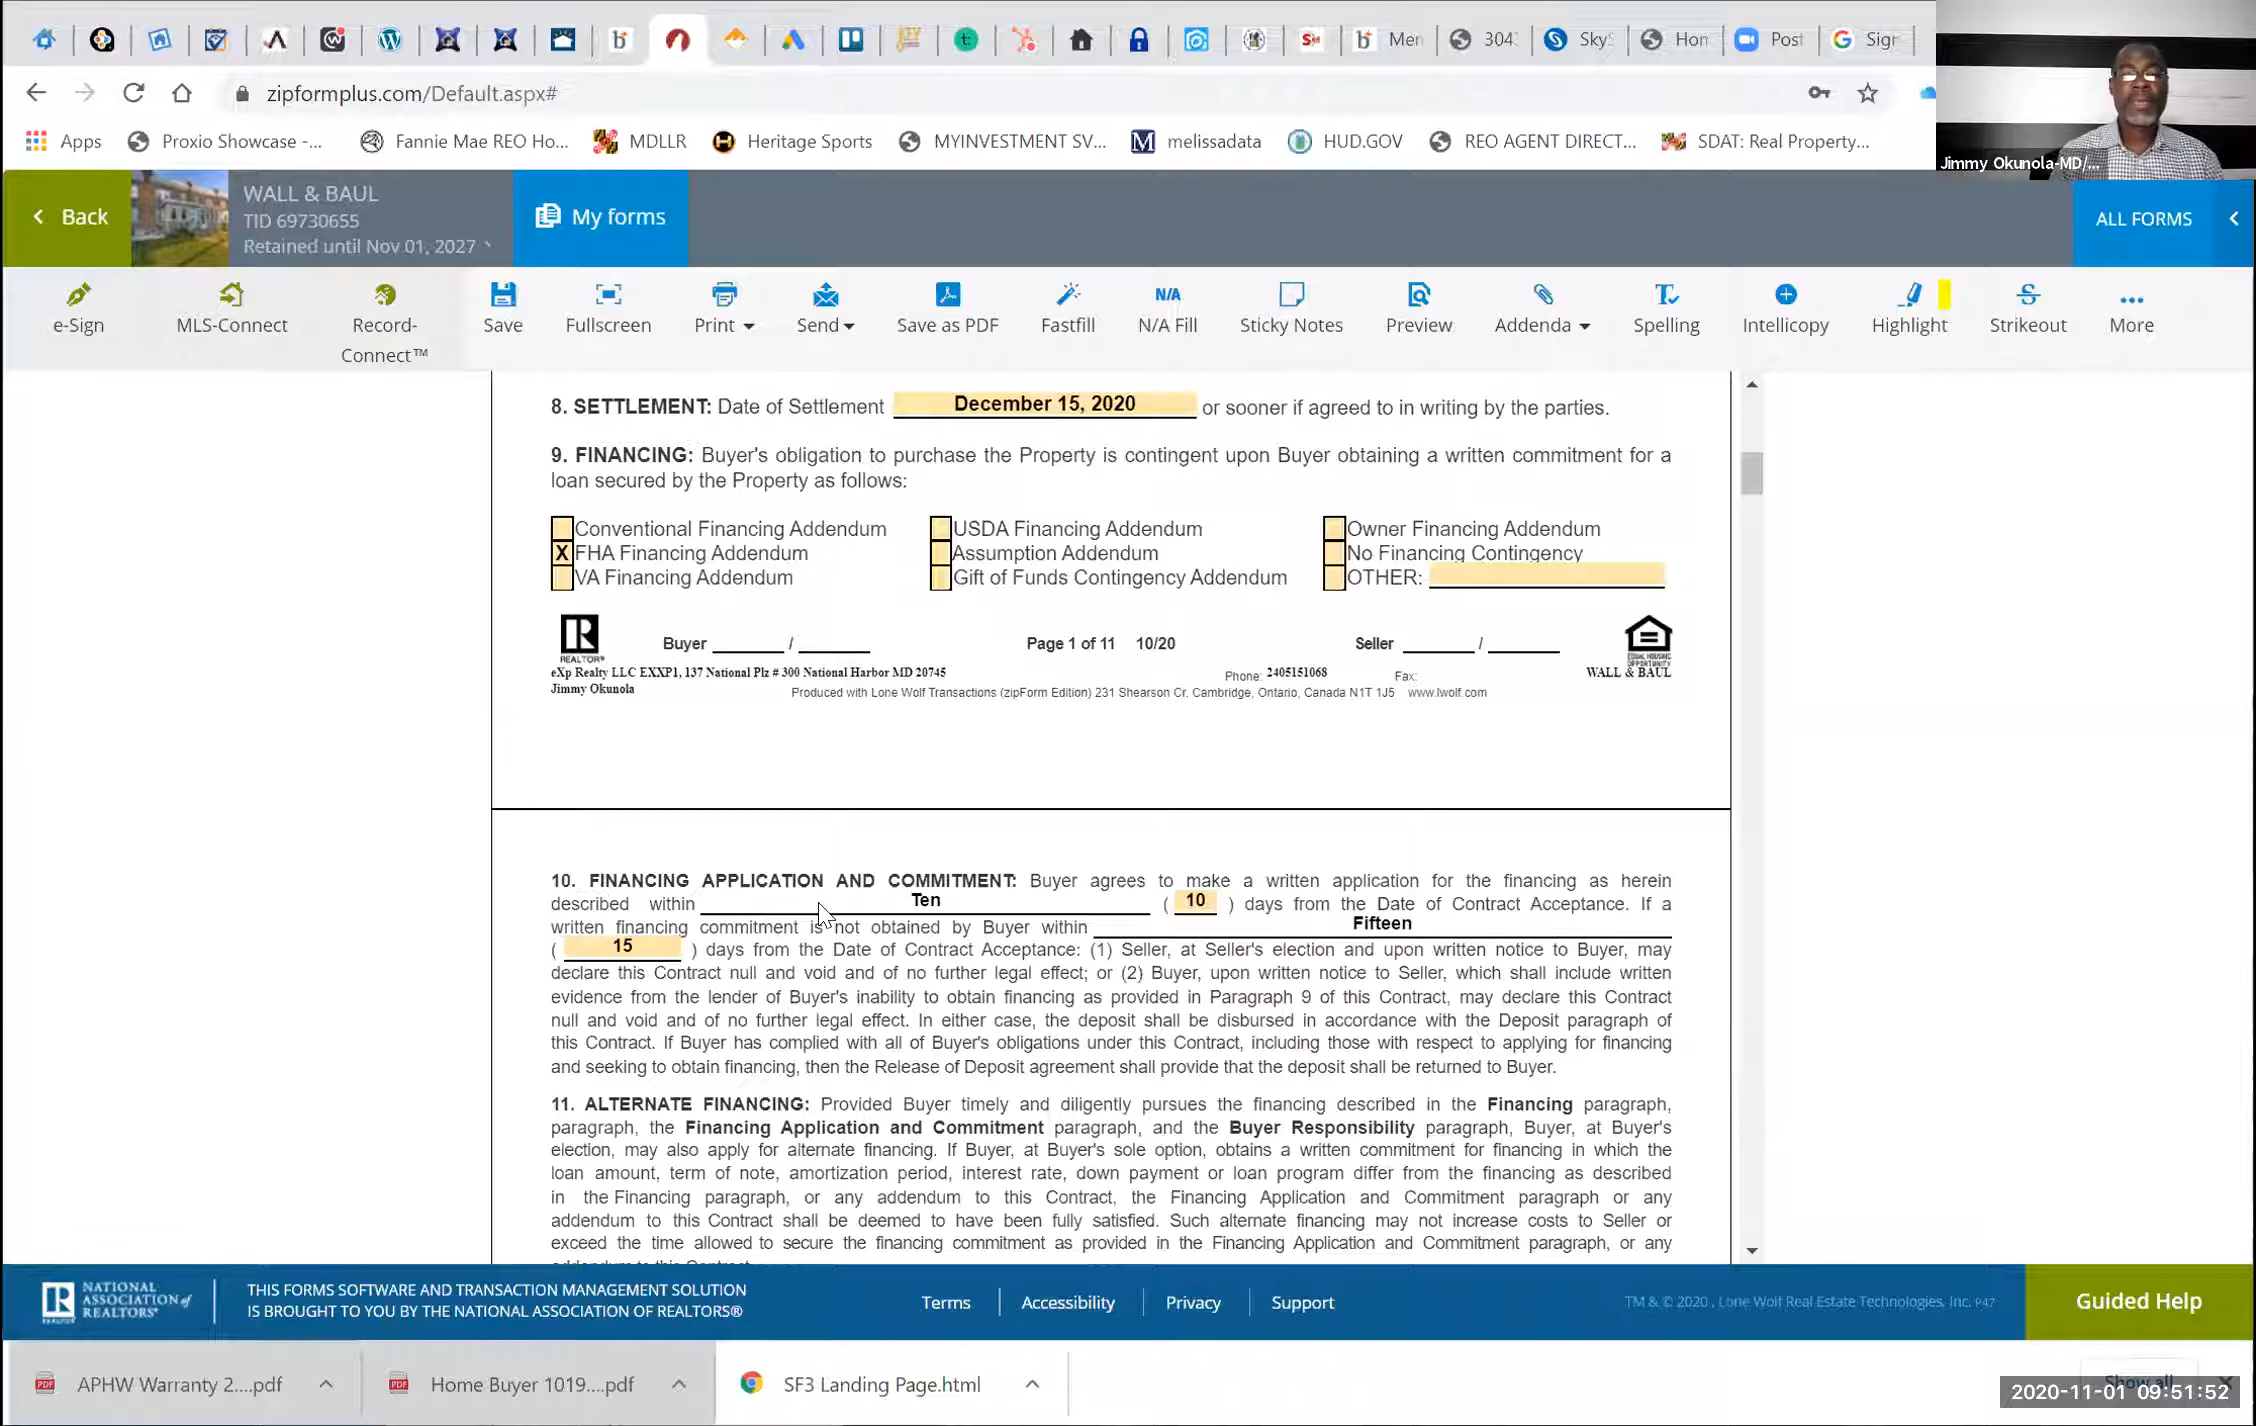 Mer
304
Sky
Hon
Post
Sigr
zipformplus.com/Default.aspx#
Apps
Proxio Showcase -...
Fannie Mae REO Ho...
MDLLR
Heritage Sports
MYINVESTMENT SV...
melissadata
HUD.GOV
REO AGENT DIRECT...
SDAT: Real Property...
Jimmy Okunola-MD/...
Back
WALL & BAUL
TID 69730655
Retained until Nov 01, 2027
My forms
ALL FORMS
e-Sign
MLS-Connect
Record-
Connect™
Save
Fullscreen
Print
Send
Save as PDF
Fastfill
N/A
N/A Fill
Sticky Notes
Preview
Addenda
Spelling
Intellicopy
Highlight
Strikeout
More
8. SETTLEMENT: Date of Settlement December 15, 2020 or sooner if agreed to in writing by the parties.
9. FINANCING: Buyer's obligation to purchase the Property is contingent upon Buyer obtaining a written commitment for a
loan secured by the Property as follows:
Conventional Financing Addendum USDA Financing Addendum Owner Financing Addendum
X FHA Financing Addendum Assumption Addendum No Financing Contingency
VA Financing Addendum Gift of Funds Contingency Addendum OTHER:
REALTOR®
Buyer ______ / ______ Page 1 of 11 10/20 Seller ______ / ______
EQUAL HOUSING
OPPORTUNITY
eXp Realty LLC EXXP1, 137 National Plz # 300 National Harbor MD 20745 Phone: 2405151068 Fax: WALL & BAUL
Jimmy Okunola Produced with Lone Wolf Transactions (zipForm Edition) 231 Shearson Cr. Cambridge, Ontario, Canada N1T 1J5 www.lwolf.com
10. FINANCING APPLICATION AND COMMITMENT: Buyer agrees to make a written application for the financing as herein
described within Ten ( 10 ) days from the Date of Contract Acceptance. If a
written financing commitment is not obtained by Buyer within Fifteen
( 15 ) days from the Date of Contract Acceptance: (1) Seller, at Seller's election and upon written notice to Buyer, may
declare this Contract null and void and of no further legal effect; or (2) Buyer, upon written notice to Seller, which shall include written
evidence from the lender of Buyer's inability to obtain financing as provided in Paragraph 9 of this Contract, may declare this Contract
null and void and of no further legal effect. In either case, the deposit shall be disbursed in accordance with the Deposit paragraph of
this Contract. If Buyer has complied with all of Buyer's obligations under this Contract, including those with respect to applying for financing
and seeking to obtain financing, then the Release of Deposit agreement shall provide that the deposit shall be returned to Buyer.
11. ALTERNATE FINANCING: Provided Buyer timely and diligently pursues the financing described in the Financing paragraph,
paragraph, the Financing Application and Commitment paragraph, and the Buyer Responsibility paragraph, Buyer, at Buyer's
election, may also apply for alternate financing. If Buyer, at Buyer's sole option, obtains a written commitment for financing in which the
loan amount, term of note, amortization period, interest rate, down payment or loan program differ from the financing as described
in the Financing paragraph, or any addendum to this Contract, the Financing Application and Commitment paragraph or any
addendum to this Contract shall be deemed to have been fully satisfied. Such alternate financing may not increase costs to Seller or
exceed the time allowed to secure the financing commitment as provided in the Financing Application and Commitment paragraph, or any
addendum to this Contract.
NATIONAL
ASSOCIATION of
REALTORS®
THIS FORMS SOFTWARE AND TRANSACTION MANAGEMENT SOLUTION
IS BROUGHT TO YOU BY THE NATIONAL ASSOCIATION OF REALTORS®
Terms
Accessibility
Privacy
Support
TM & © 2020 . Lone Wolf Real Estate Technologies, Inc. P47
Guided Help
APHW Warranty 2....pdf
Home Buyer 1019....pdf
SF3 Landing Page.html
Show all
2020-11-01 09:51:52